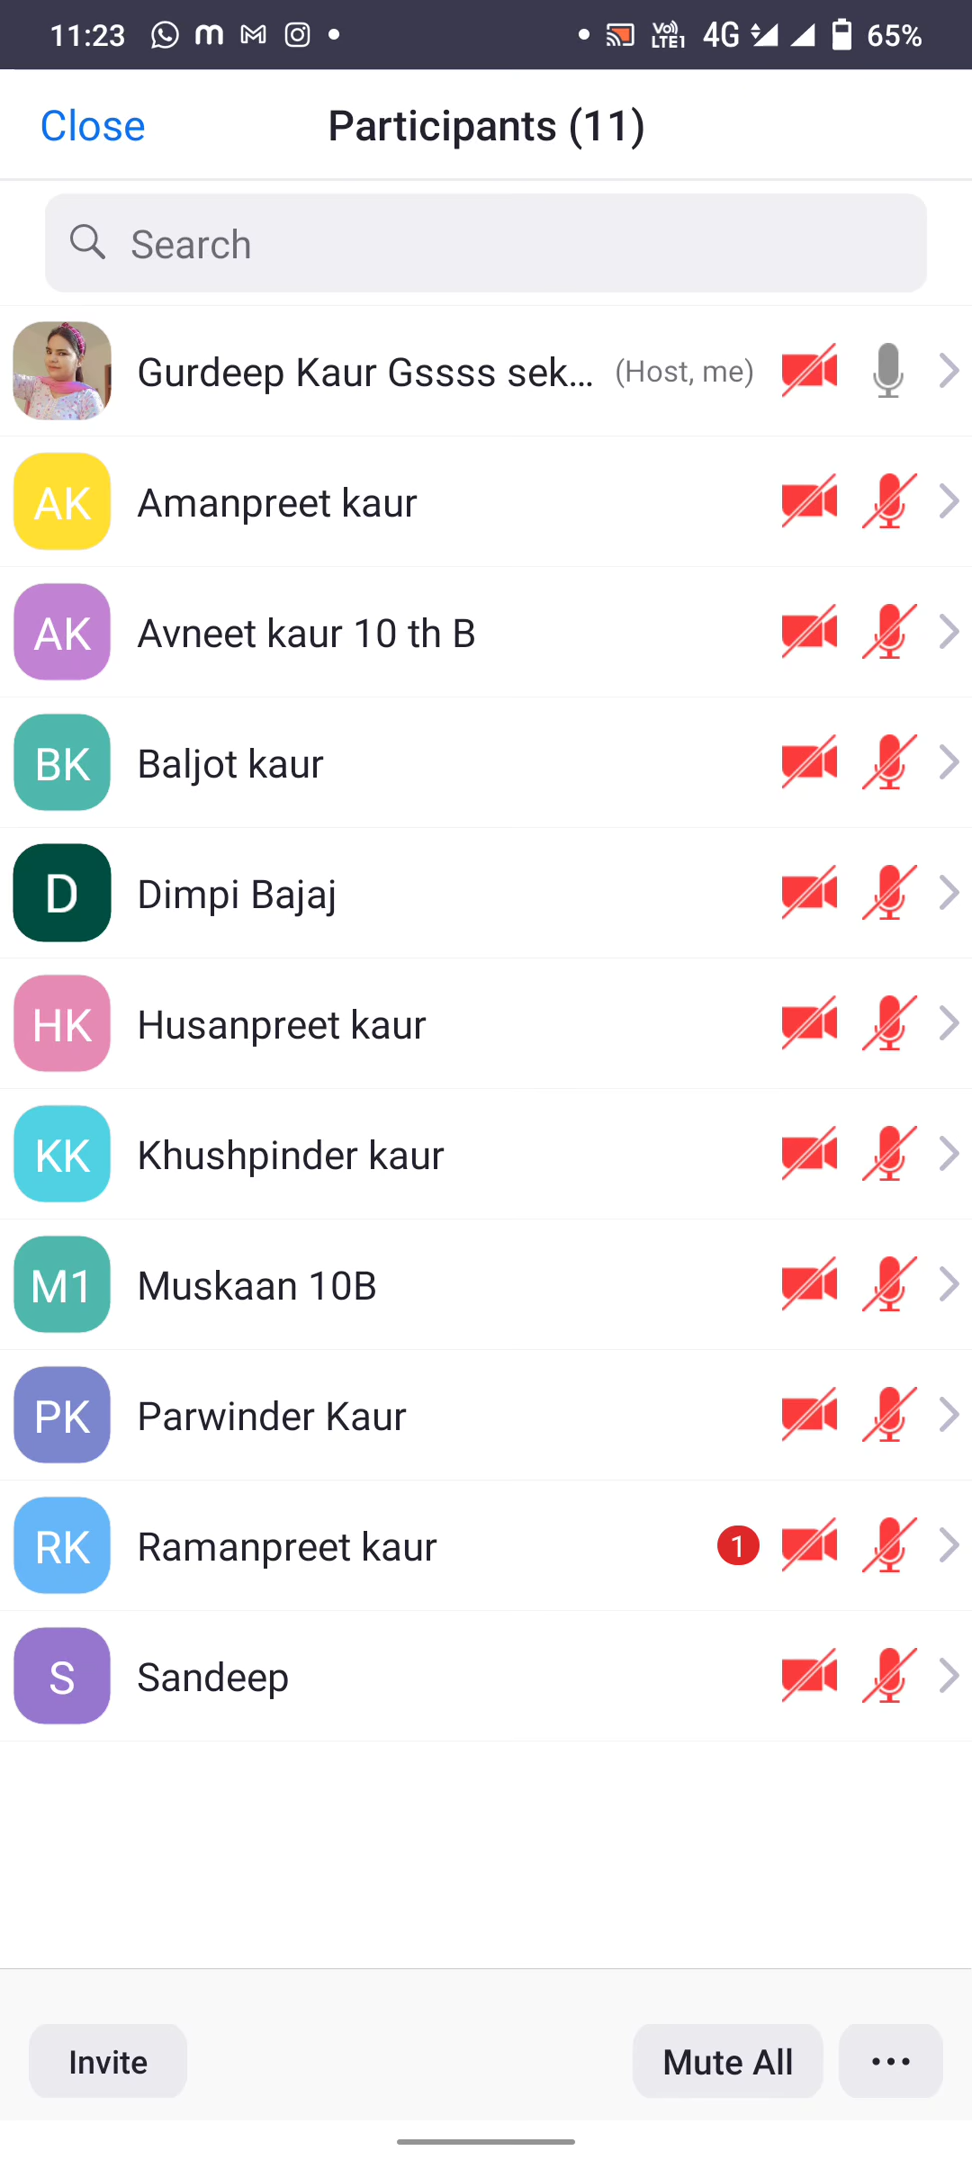 11:23 VoI) LTE1 4G 65%
Close Participants (11)
Search
Gurdeep Kaur Gssss sek... (Host, me)
AK Amanpreet kaur
AK Avneet kaur 10 th B
BK Baljot kaur
D Dimpi Bajaj
HK Husanpreet kaur
KK Khushpinder kaur
M1 Muskaan 10B
PK Parwinder Kaur
RK Ramanpreet kaur 1
S Sandeep
Invite Mute All ...